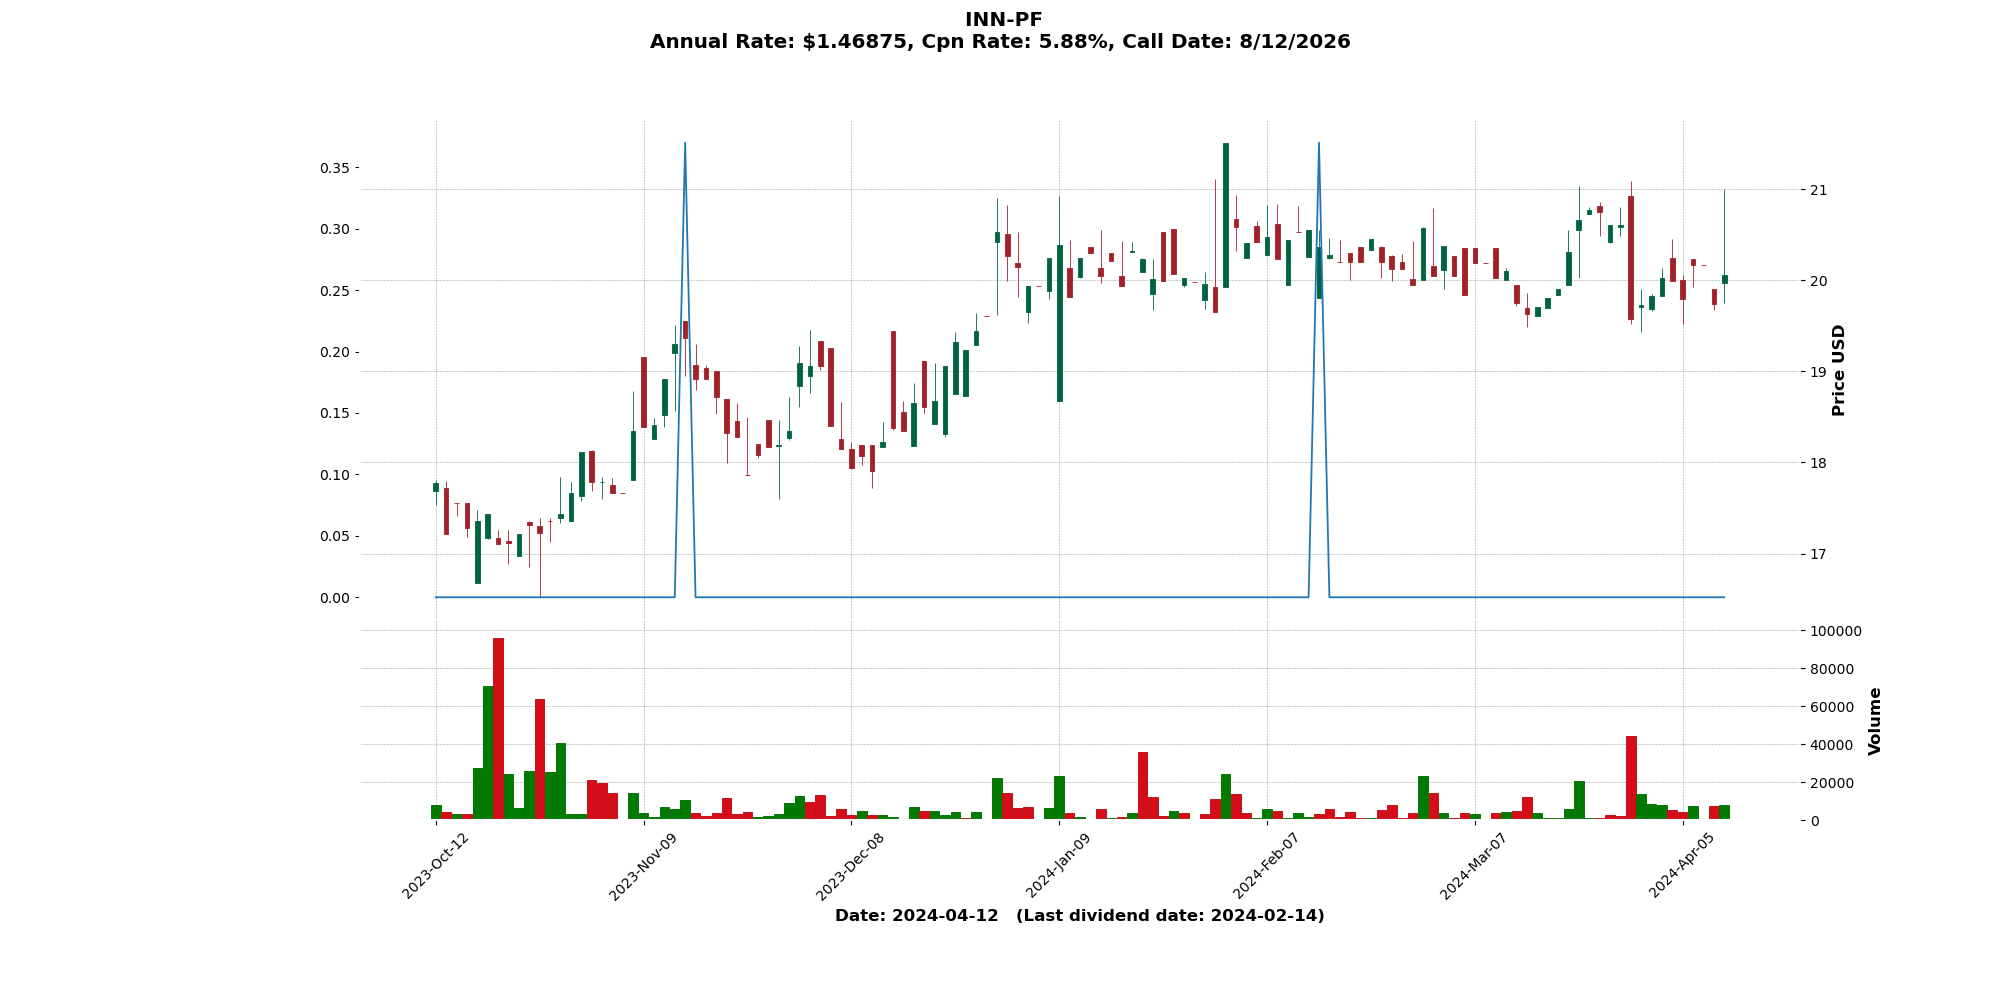 INN-PF
Annual Rate: $1.46875, Cpn Rate: 5.88%, Call Date: 8/12/2026
0.35
0.30
0.25
0.20
0.15
0.10
0.05
0.00
21
20
19
18
17
Price USD
100000
80000
60000
40000
20000
0
Volume
2023-Oct-12
2023-Nov-09
2023-Dec-08
2024-Jan-09
2024-Feb-07
2024-Mar-07
2024-Apr-05
Date: 2024-04-12 (Last dividend date: 2024-02-14)